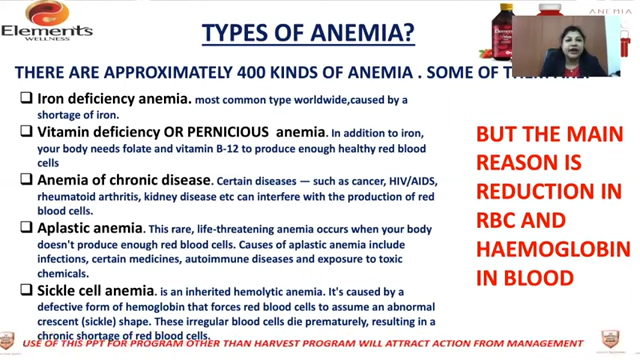 Elements
WELLNESS
TYPES OF ANEMIA?
ANEMIA
THERE ARE APPROXIMATELY 400 KINDS OF ANEMIA . SOME OF
Iron deficiency anemia. most common type worldwide,caused by a
shortage of iron.
Vitamin deficiency OR PERNICIOUS anemia. In addition to iron,
your body needs folate and vitamin B-12 to produce enough healthy red blood
cells
Anemia of chronic disease. Certain diseases — such as cancer, HIV/AIDS,
rheumatoid arthritis, kidney disease etc can interfere with the production of red
blood cells.
Aplastic anemia. This rare, life-threatening anemia occurs when your body
doesn't produce enough red blood cells. Causes of aplastic anemia include
infections, certain medicines, autoimmune diseases and exposure to toxic
chemicals.
Sickle cell anemia. is an inherited hemolytic anemia. It's caused by a
defective form of hemoglobin that forces red blood cells to assume an abnormal
crescent (sickle) shape. These irregular blood cells die prematurely, resulting in a
chronic shortage of red blood cells.
BUT THE MAIN
REASON IS
REDUCTION IN
RBC AND
HAEMOGLOBIN
IN BLOOD
USE OF THIS PPT FOR PROGRAM OTHER THAN HARVEST PROGRAM WILL ATTRACT ACTION FROM MANAGEMENT